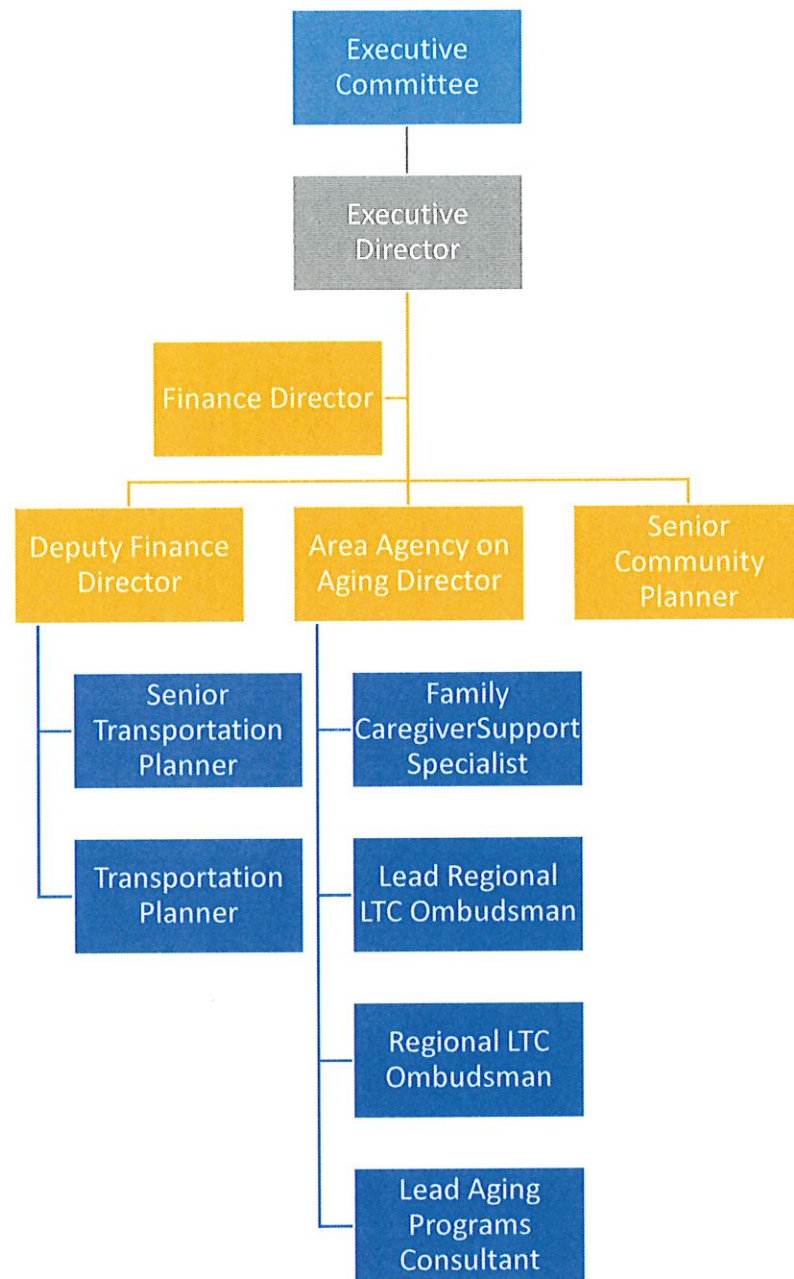 Executive
Committee
Executive
Director
Finance Director
Deputy Finance
Director
Area Agency on
Aging Director
Senior
Community
Planner
Senior
Transportation
Planner
Transportation
Planner
Family
CaregiverSupport
Specialist
Lead Regional
LTC Ombudsman
Regional LTC
Ombudsman
Lead Aging
Programs
Consultant